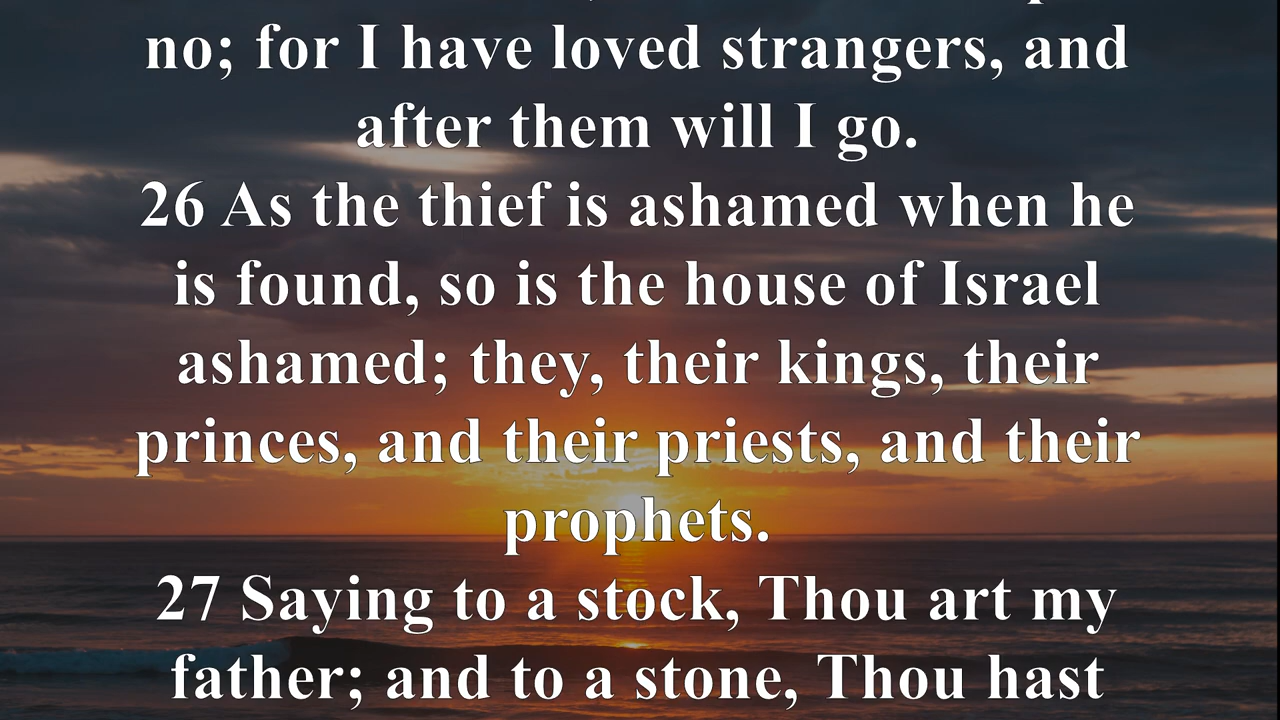 no; for I have loved strangers, and
after them will I go.
26 As the thief is ashamed when he
is found, so is the house of Israel
ashamed; they, their kings, their
princes, and their priests, and their
prophets.
27 Saying to a stock, Thou art my
father; and to a stone, Thou hast